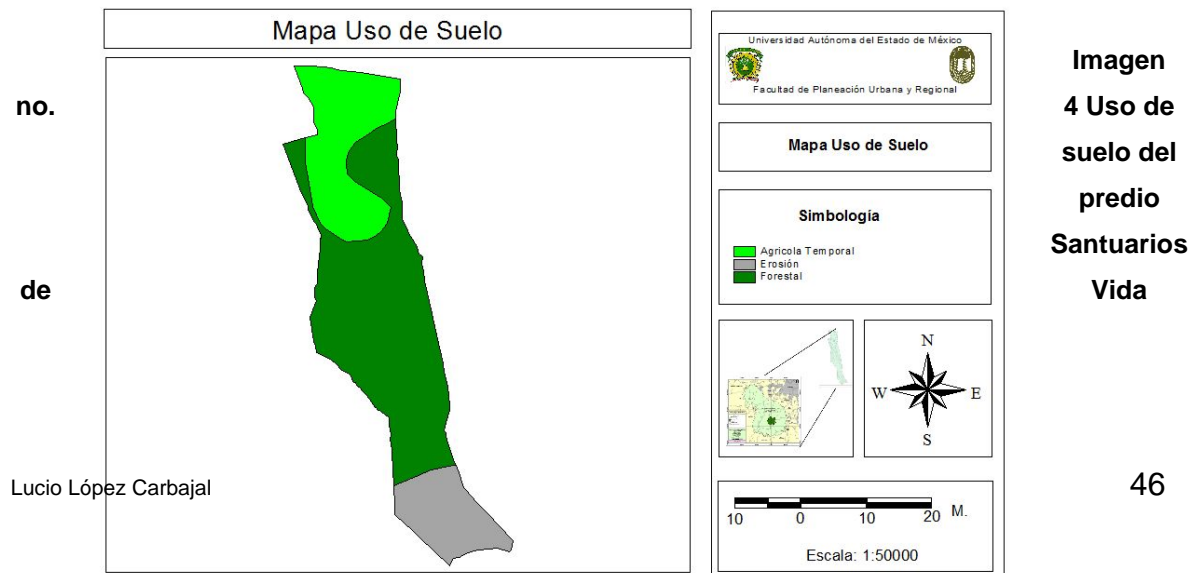 Mapa Uso de Suelo
no.
de
Lucio López Carbajal
Universidad Autónoma del Estado de México
Facultad de Planeación Urbana y Regional
Mapa Uso de Suelo
Simbología
Agricola Temporal
Erosión
Forestal
N
W E
S
10 0 10 20 M.
Escala: 1:50000
Imagen
4 Uso de
suelo del
predio
Santuarios
Vida
46